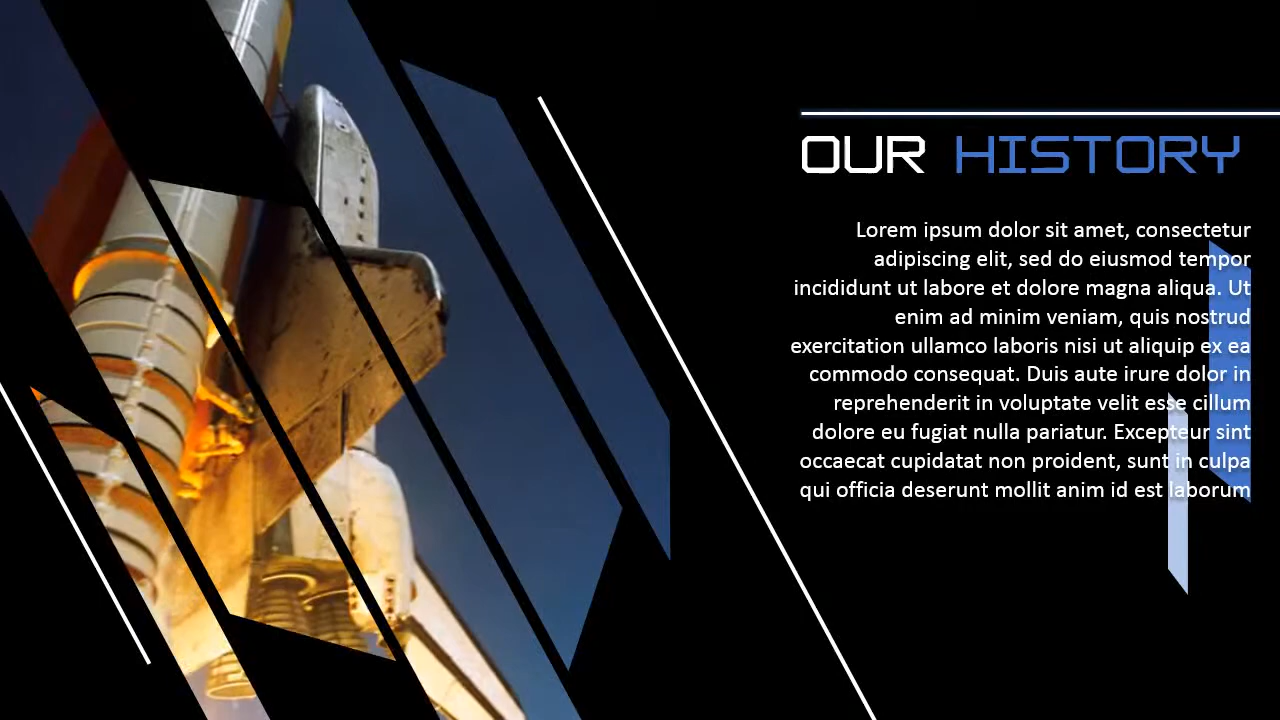 OUR HISTORY
Lorem ipsum dolor sit amet, consectetur
adipiscing elit, sed do eiusmod tempor
incididunt ut labore et dolore magna aliqua. Ut
enim ad minim veniam, quis nostrud
exercitation ullamco laboris nisi ut aliquip ex ea
commodo consequat. Duis aute irure dolor in
reprehenderit in voluptate velit esse cillum
dolore eu fugiat nulla pariatur. Excepteur sint
occaecat cupidatat non proident, sunt in culpa
qui officia deserunt mollit anim id est laborum